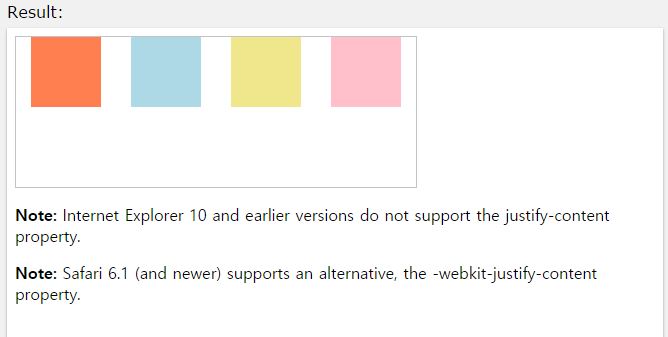 Result:
Note: Internet Explorer 10 and earlier versions do not support the justify-content
property.
Note: Safari 6.1 (and newer) supports an alternative, the -webkit-justify-content
property.